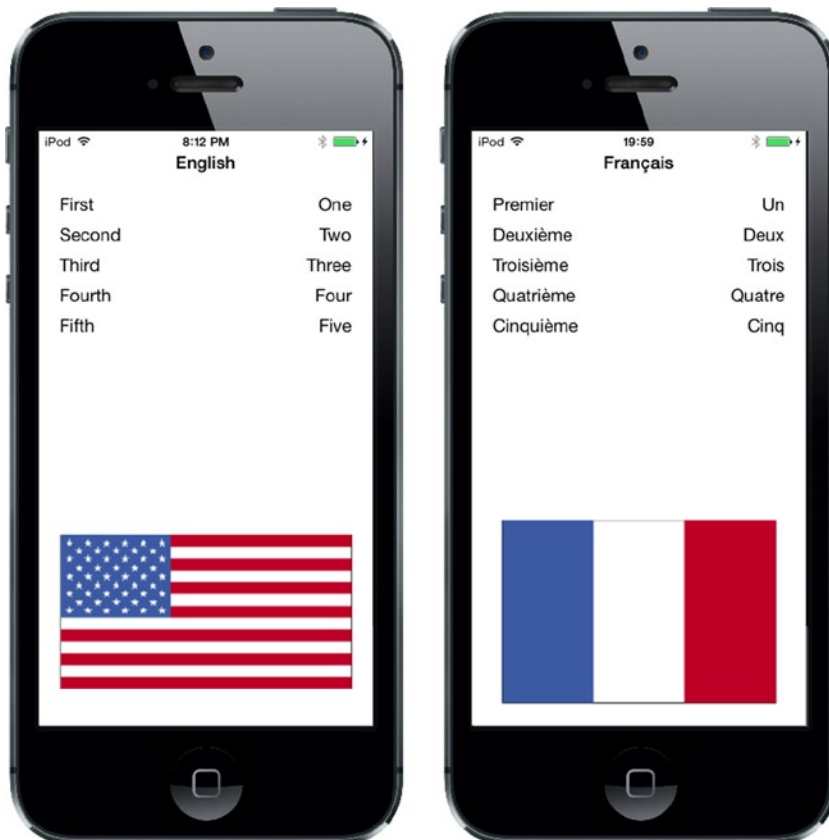 iPod 8:12 PM
English
First One
Second Two
Third Three
Fourth Four
Fifth Five
iPod 19:59
Français
Premier Un
Deuxième Deux
Troisième Trois
Quatrième Quatre
Cinquième Cinq